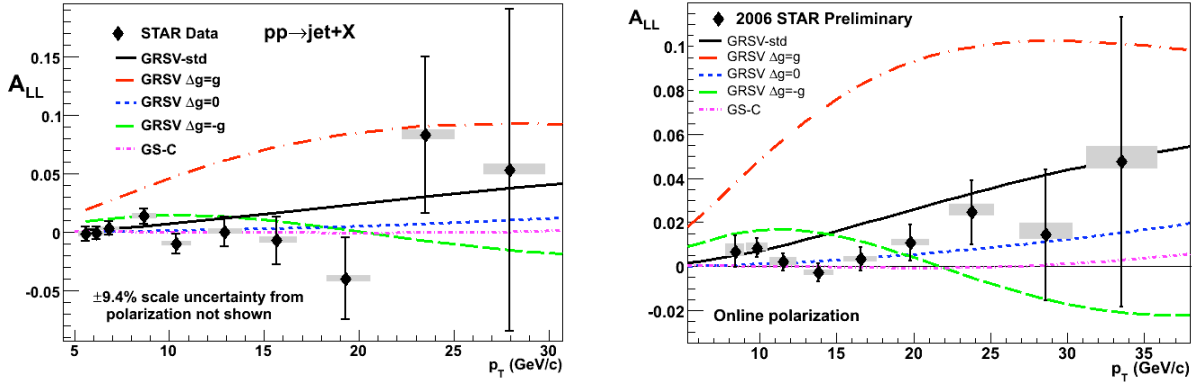 A_LL
STAR Data
pp→jet+X
GRSV-std
GRSV Δg=g
GRSV Δg=0
GRSV Δg=-g
GS-C
0.15
0.1
0.05
0
-0.05
±9.4% scale uncertainty from
polarization not shown
5 10 15 20 25 30
p_T (GeV/c)
A_LL
2006 STAR Preliminary
GRSV-std
GRSV Δg=g
GRSV Δg=0
GRSV Δg=-g
GS-C
0.1
0.08
0.06
0.04
0.02
0
-0.02
Online polarization
10 15 20 25 30 35
p_T (GeV/c)